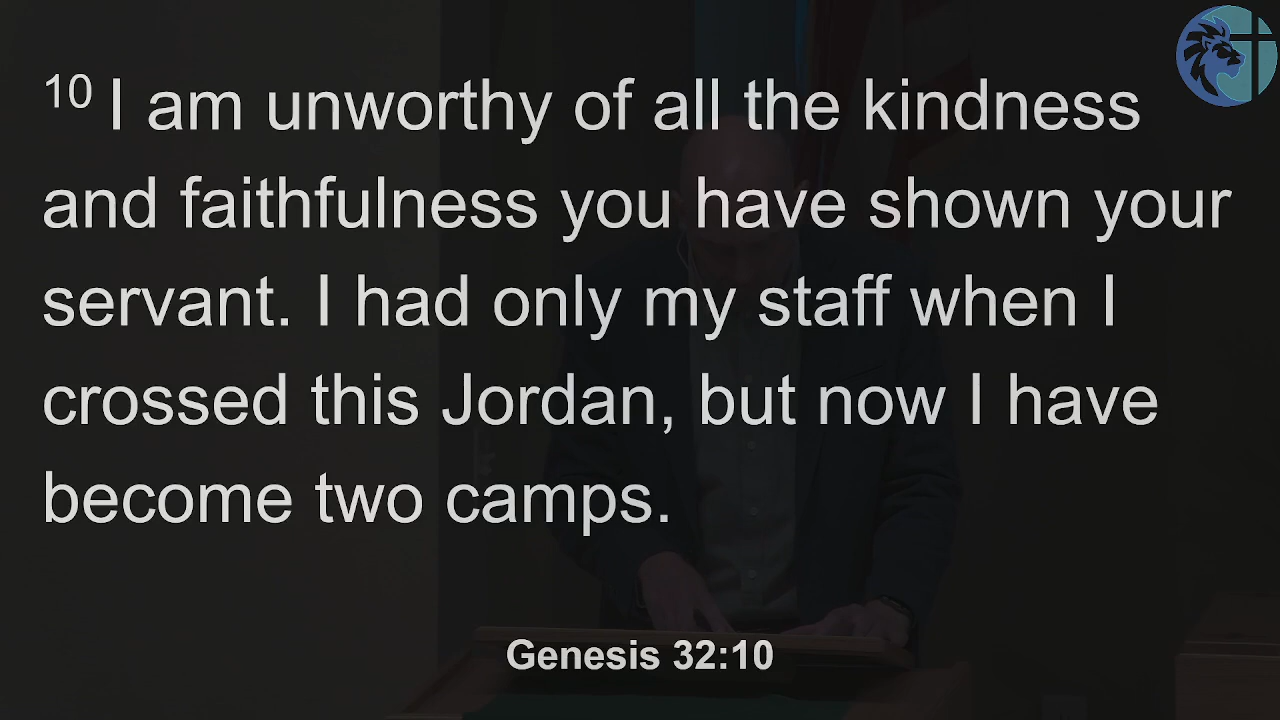 10 I am unworthy of all the kindness
and faithfulness you have shown your
servant. I had only my staff when I
crossed this Jordan, but now I have
become two camps.
Genesis 32:10